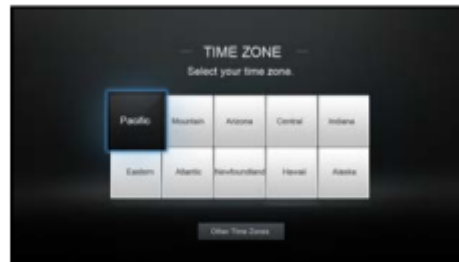 TIME ZONE
Select your time zone.
Pacific Mountain Arizona Central Indiana
Eastern Atlantic Newfoundland Hawaii Alaska
Other Time Zones